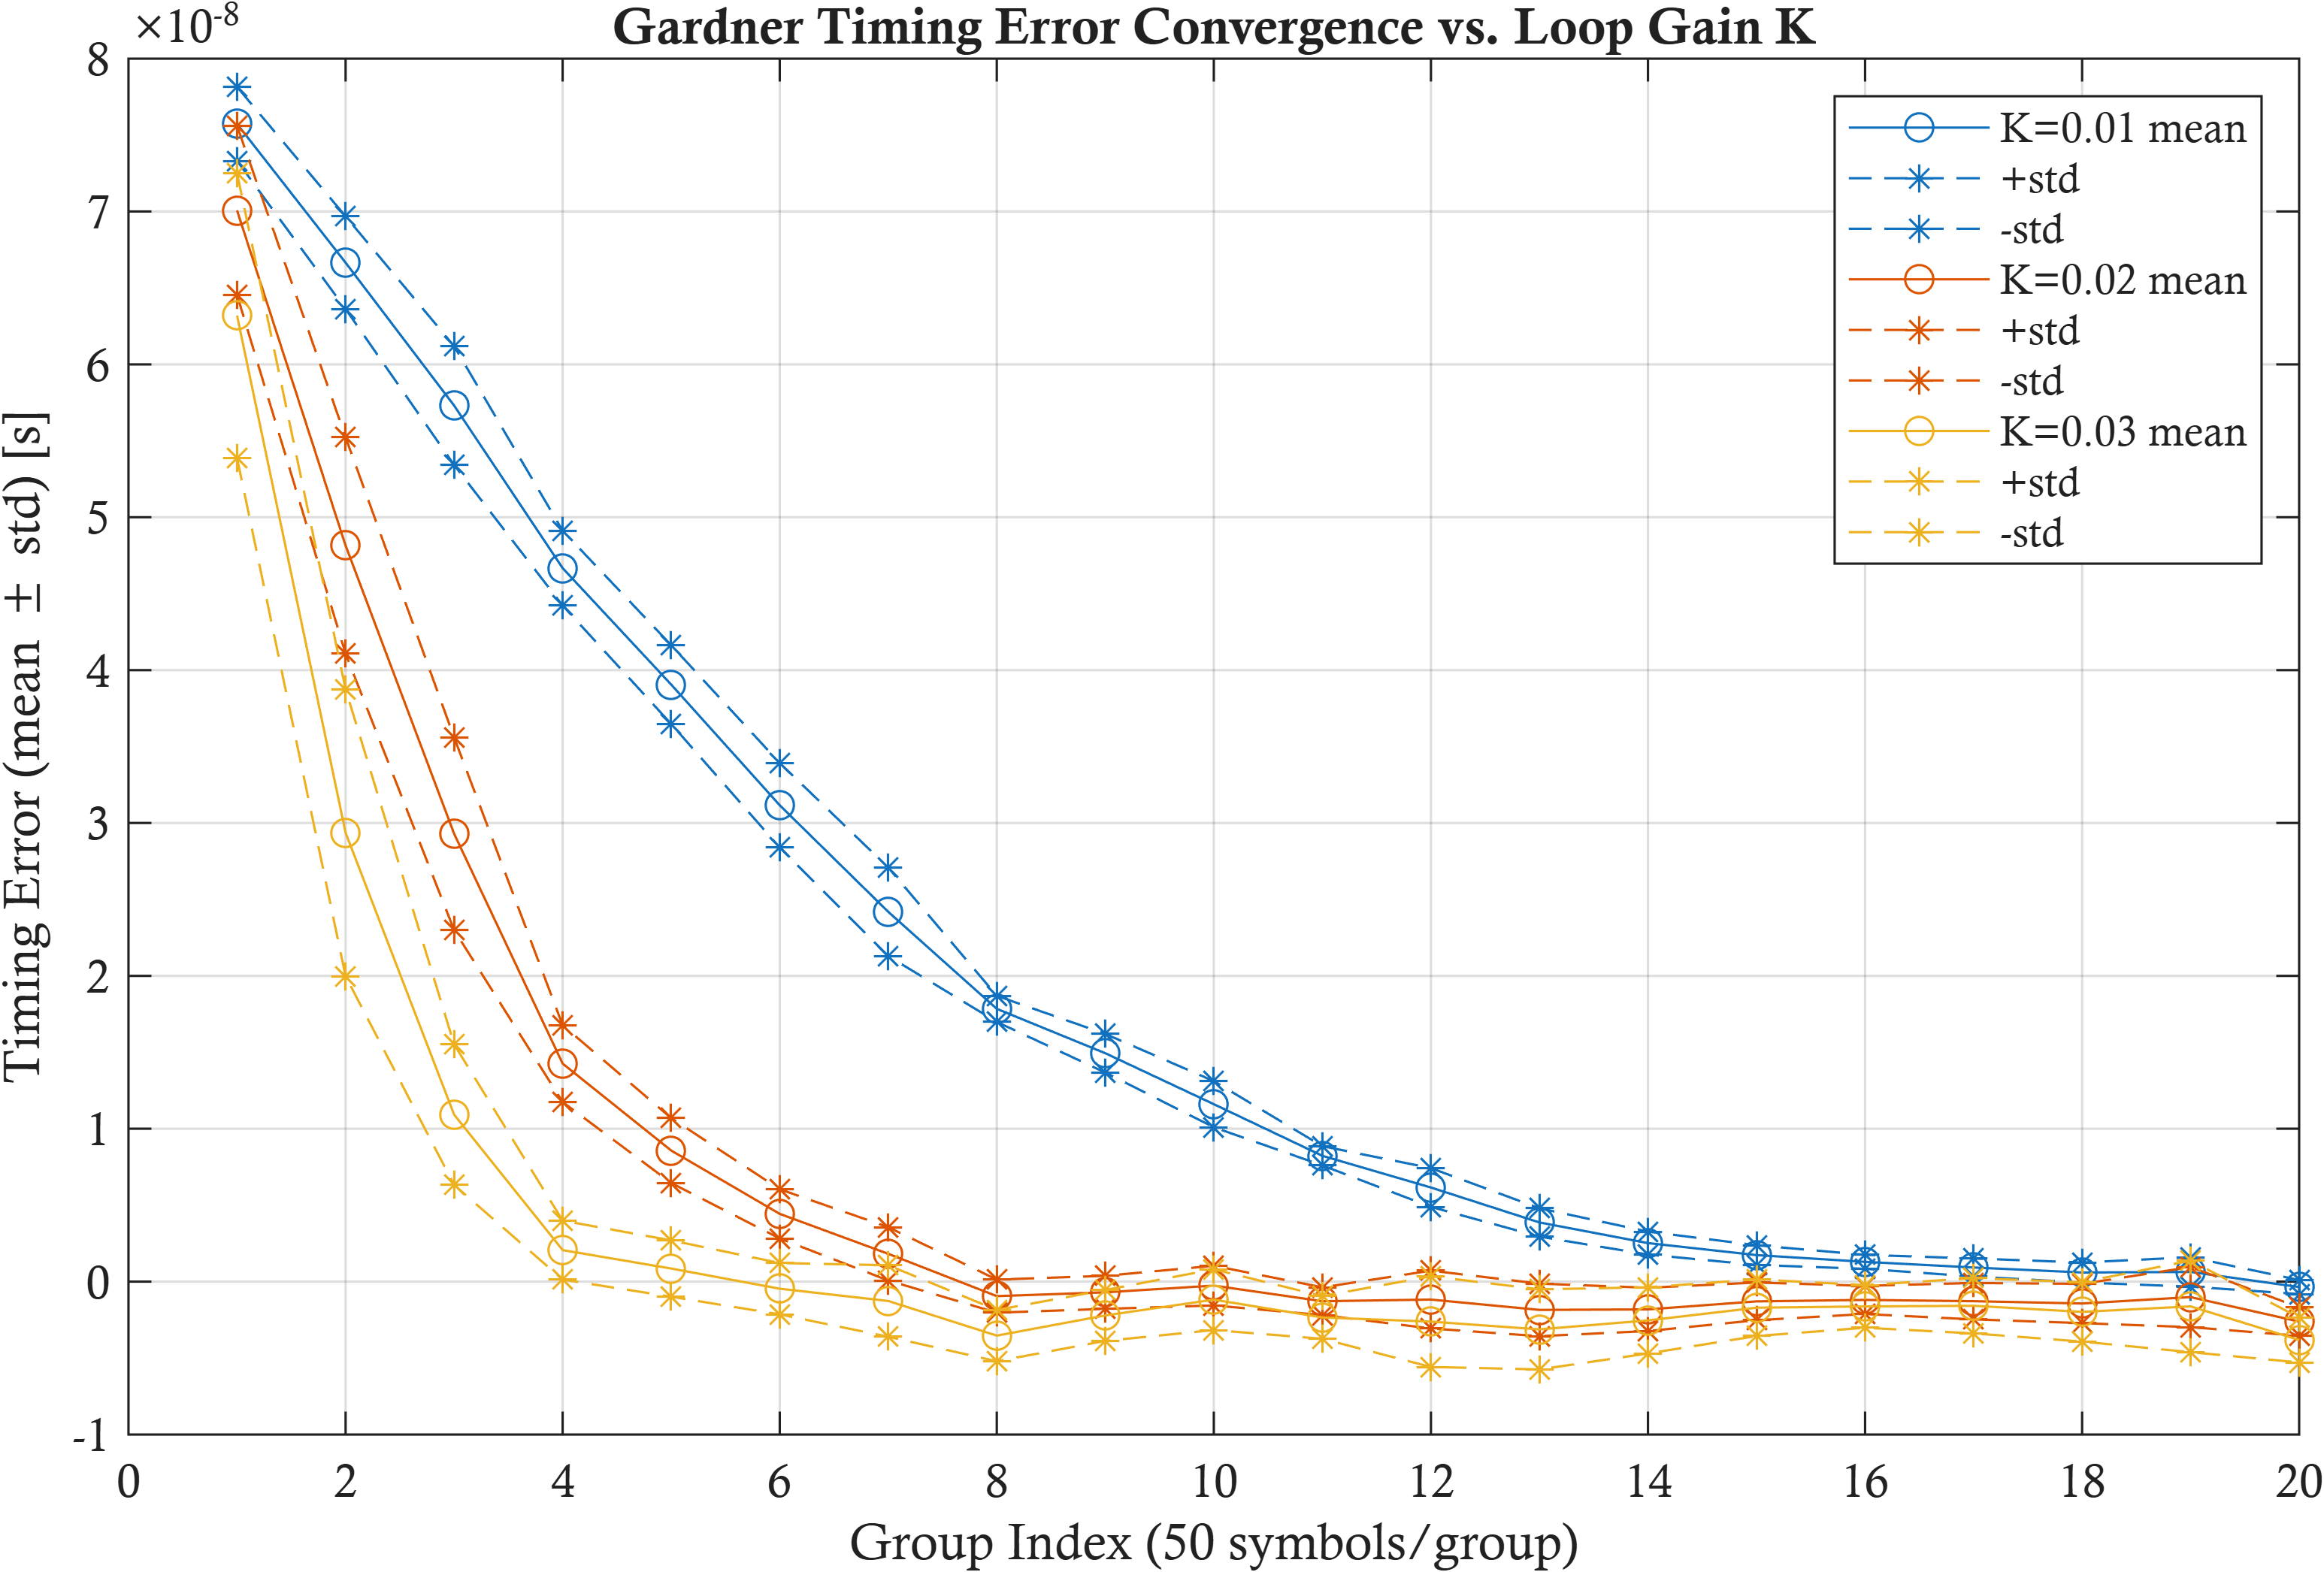 Gardner Timing Error Convergence vs. Loop Gain K
×10-8
8
7
6
5
4
3
2
1
0
-1
Timing Error (mean ± std) [s]
K=0.01 mean
+std
-std
K=0.02 mean
+std
-std
K=0.03 mean
+std
-std
0 2 4 6 8 10 12 14 16 18 20
Group Index (50 symbols/group)